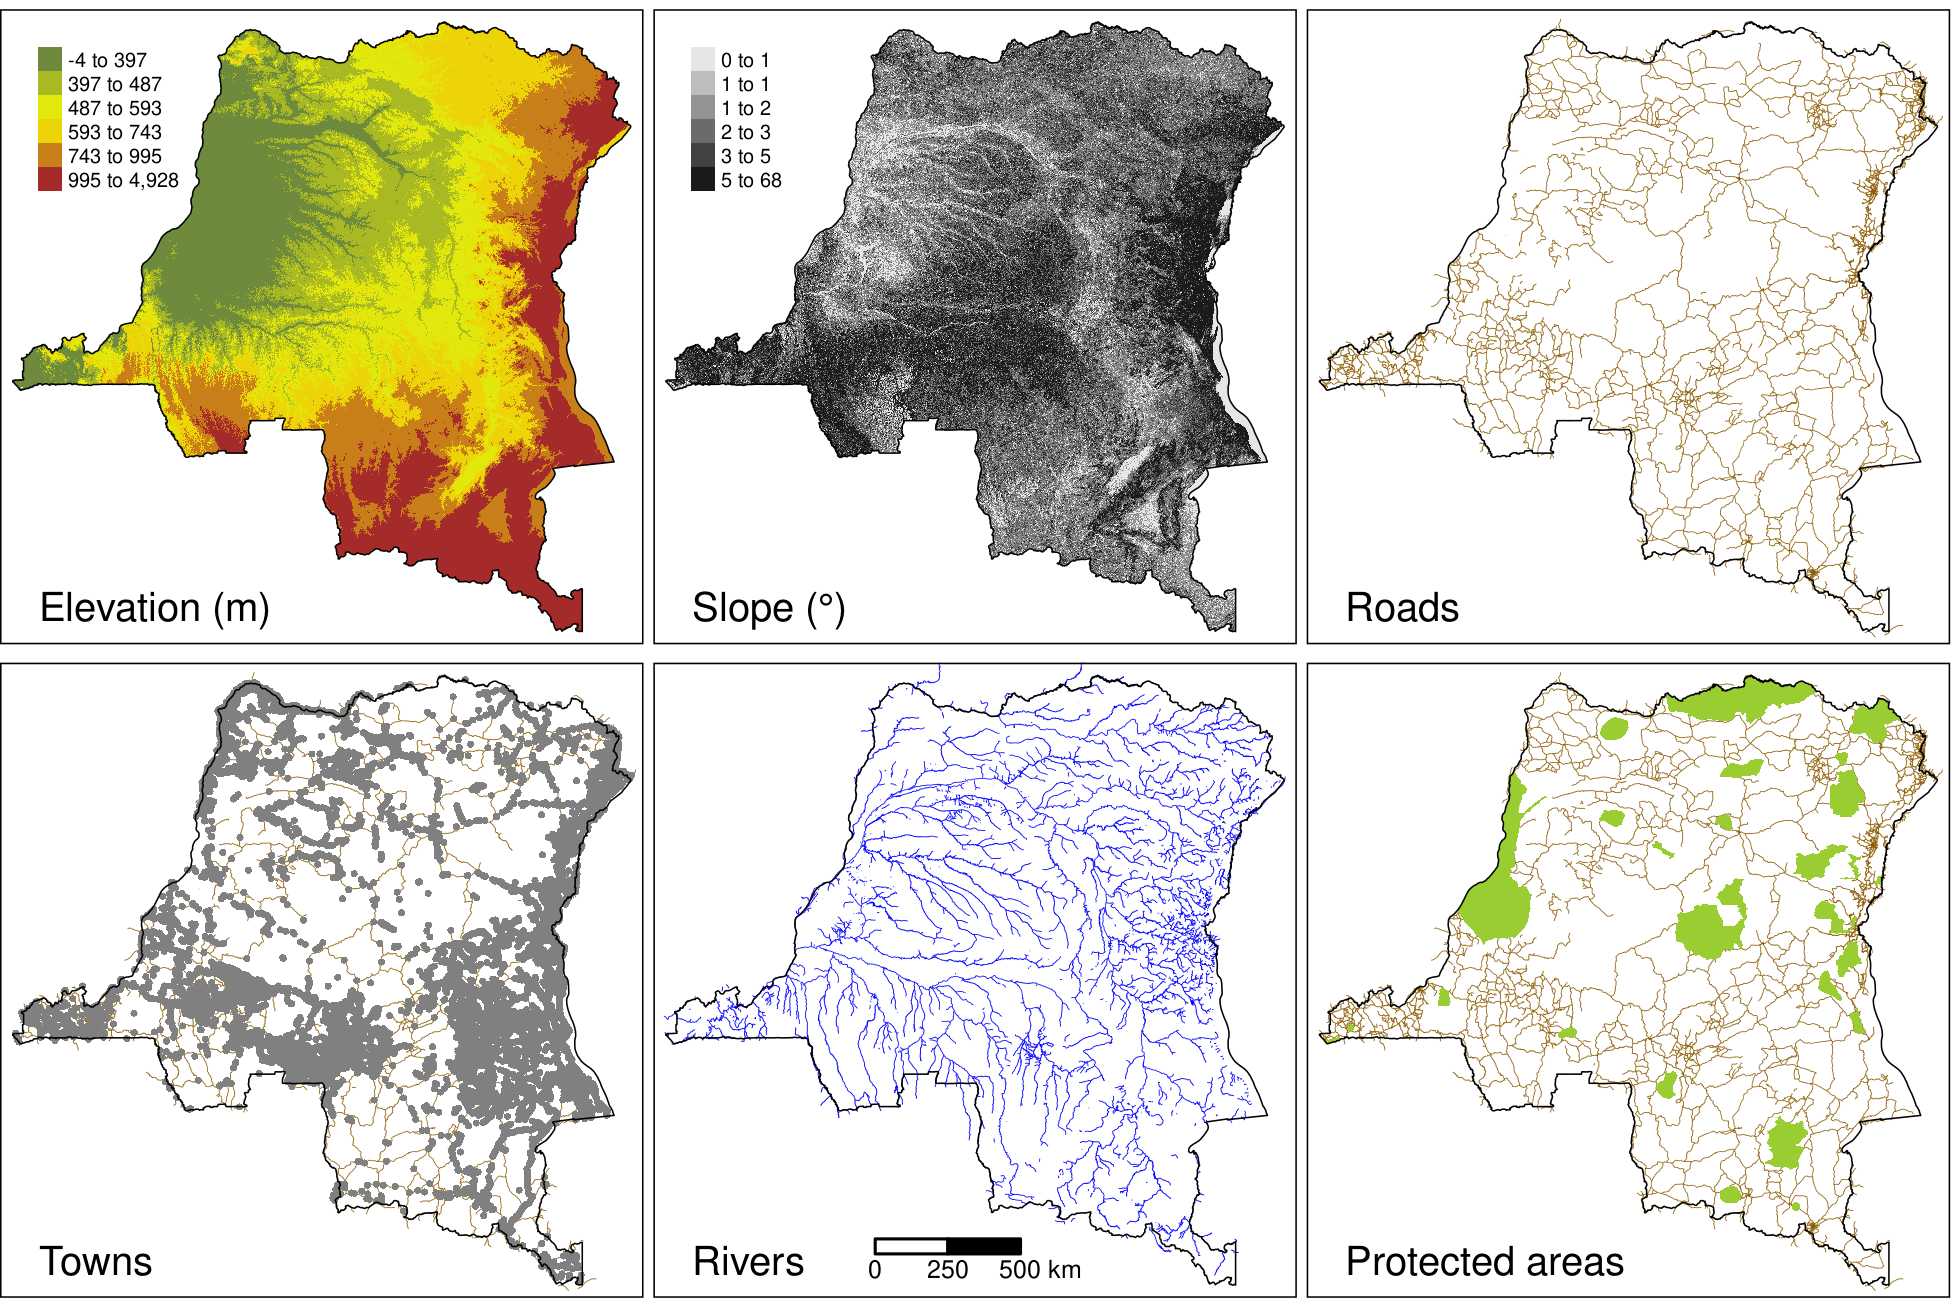 -4 to 397
397 to 487
487 to 593
593 to 743
743 to 995
995 to 4,928
Elevation (m)
0 to 1
1 to 1
1 to 2
2 to 3
3 to 5
5 to 68
Slope (°)
Roads
Towns
Rivers
0 250 500 km
Protected areas